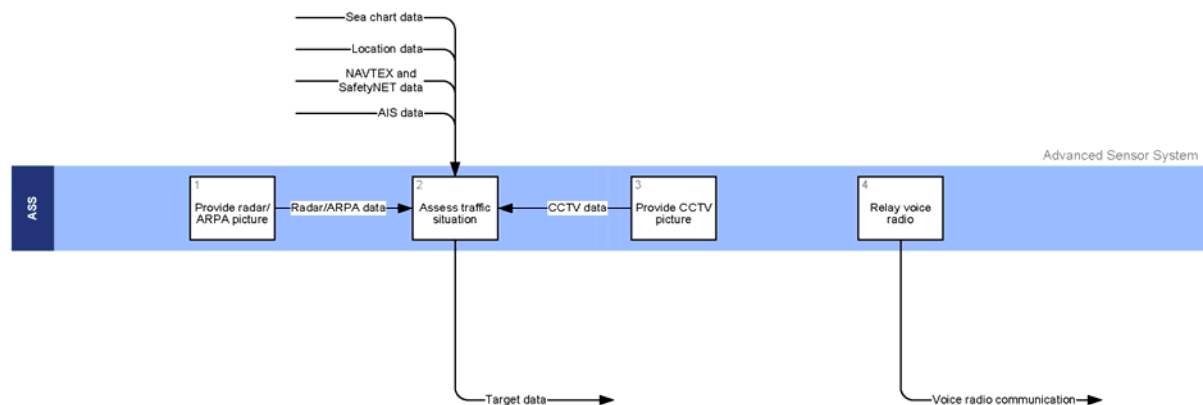 Sea chart data
Location data
NAVTEX and
SafetyNET data
AIS data
Advanced Sensor System
ASS
1
Provide radar/
ARPA picture
Radar/ARPA data
2
Assess traffic
situation
CCTV data
3
Provide CCTV
picture
4
Relay voice
radio
Target data
Voice radio communication